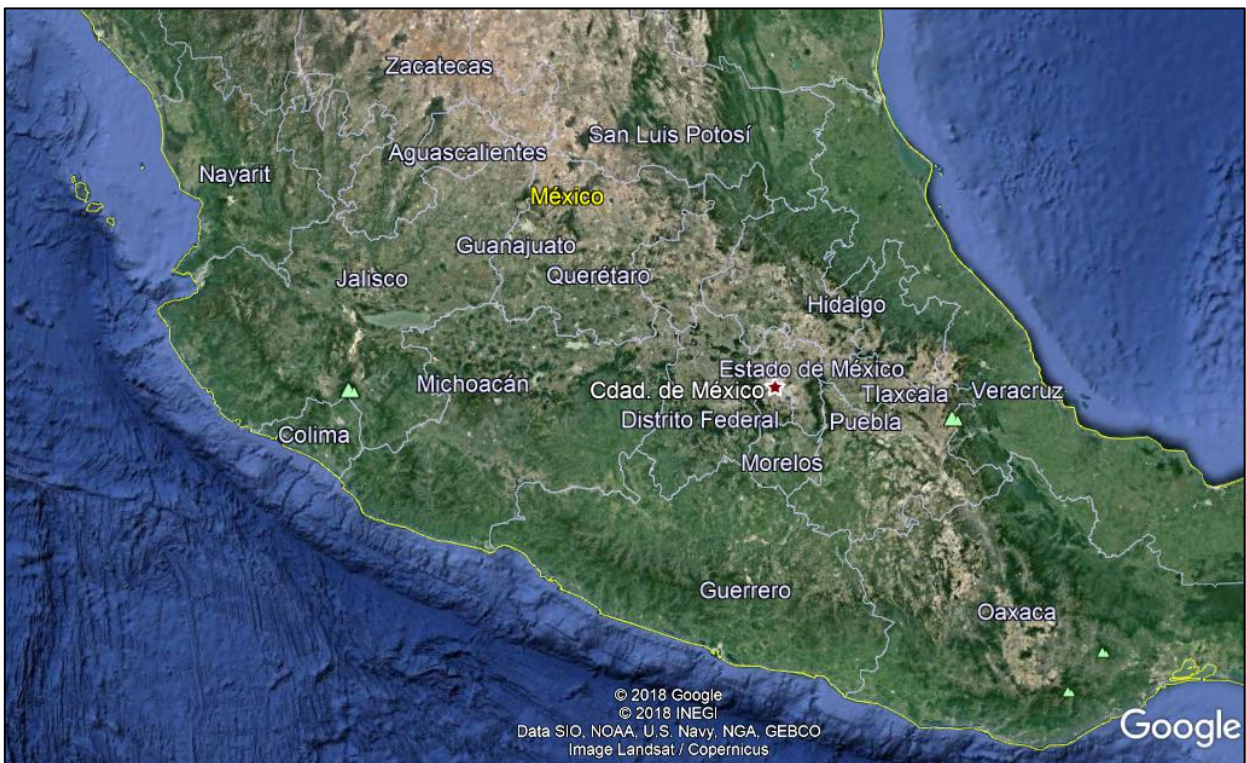 Zacatecas
San Luis Potosí
Aguascalientes
Nayarit
México
Guanajuato
Querétaro
Jalisco
Hidalgo
Estado de México
Michoacán
Cdad. de México
Tlaxcala
Veracruz
Distrito Federal
Puebla
Colima
Morelos
Guerrero
Oaxaca
© 2018 Google
© 2018 INEGI
Data SIO, NOAA, U.S. Navy, NGA, GEBCO
Image Landsat / Copernicus
Google